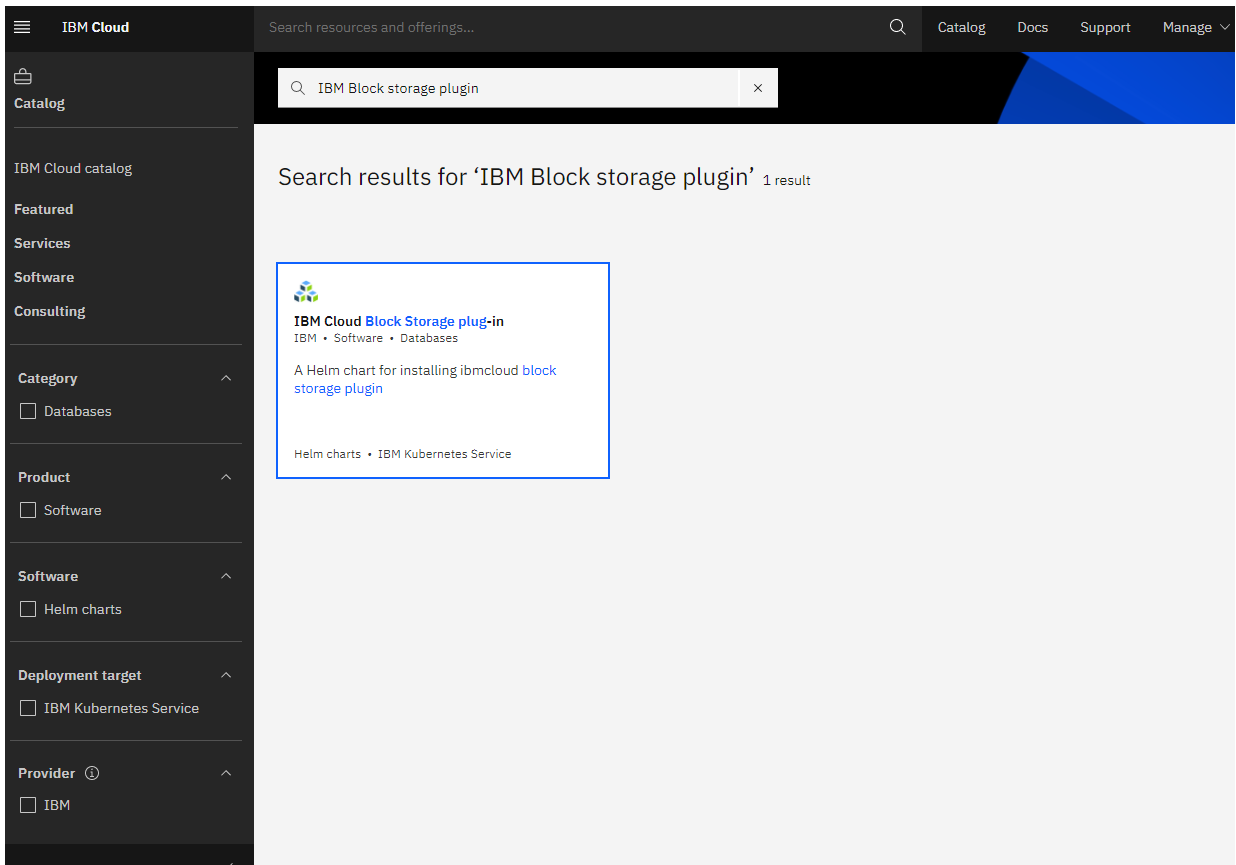 IBM Cloud
Search resources and offerings...
Catalog
Docs
Support
Manage
Catalog
IBM Cloud catalog
Featured
Services
Software
Consulting
Category
Databases
Product
Software
Software
Helm charts
Deployment target
IBM Kubernetes Service
Provider
IBM
IBM Block storage plugin
Search results for ‘IBM Block storage plugin’ 1 result
IBM Cloud Block Storage plug-in
IBM • Software • Databases
A Helm chart for installing ibmcloud block
storage plugin
Helm charts • IBM Kubernetes Service